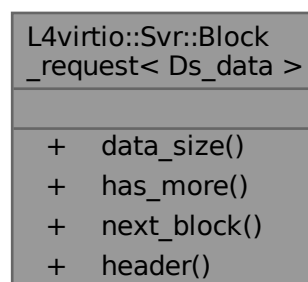 L4virtio::Svr::Block
_request< Ds_data >
+ data_size()
+ has_more()
+ next_block()
+ header()